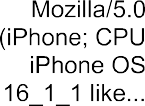 Mozilla/5.0
(iPhone; CPU
iPhone OS
16_1_1 like...